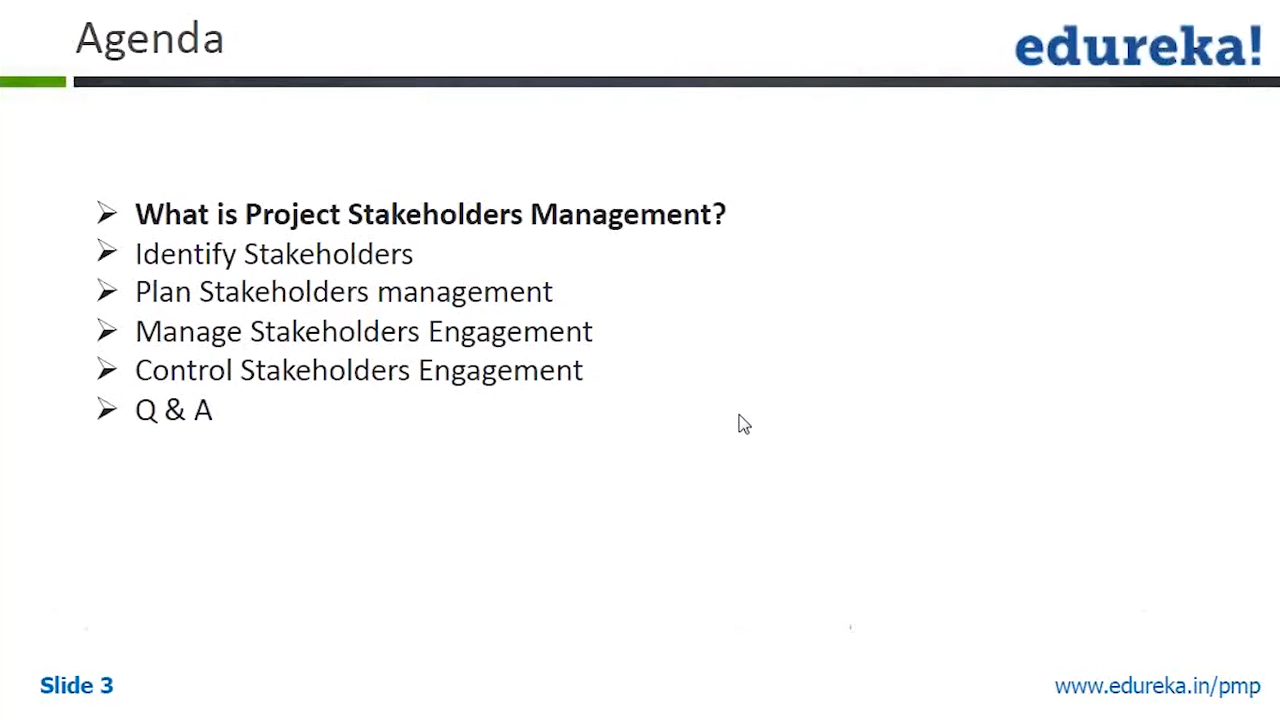 Agenda
edureka!
What is Project Stakeholders Management?
Identify Stakeholders
Plan Stakeholders management
Manage Stakeholders Engagement
Control Stakeholders Engagement
Q & A
Slide 3
www.edureka.in/pmp